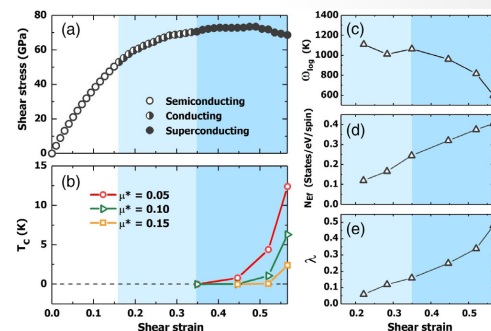 (a)
Shear stress (GPa)
80
60
40
20
0
Semiconducting
Conducting
Superconducting
(b)
T_C (K)
15
12
9
6
3
0
μ* = 0.05
μ* = 0.10
μ* = 0.15
0.0 0.1 0.2 0.3 0.4 0.5
Shear strain
(c)
ω_log (K)
1400
1200
1000
800
600
(d)
N_Ef (States/eV/spin)
0.4
0.3
0.2
0.1
0.0
(e)
λ
0.5
0.4
0.3
0.2
0.1
0.0
0.2 0.3 0.4 0.5
Shear strain